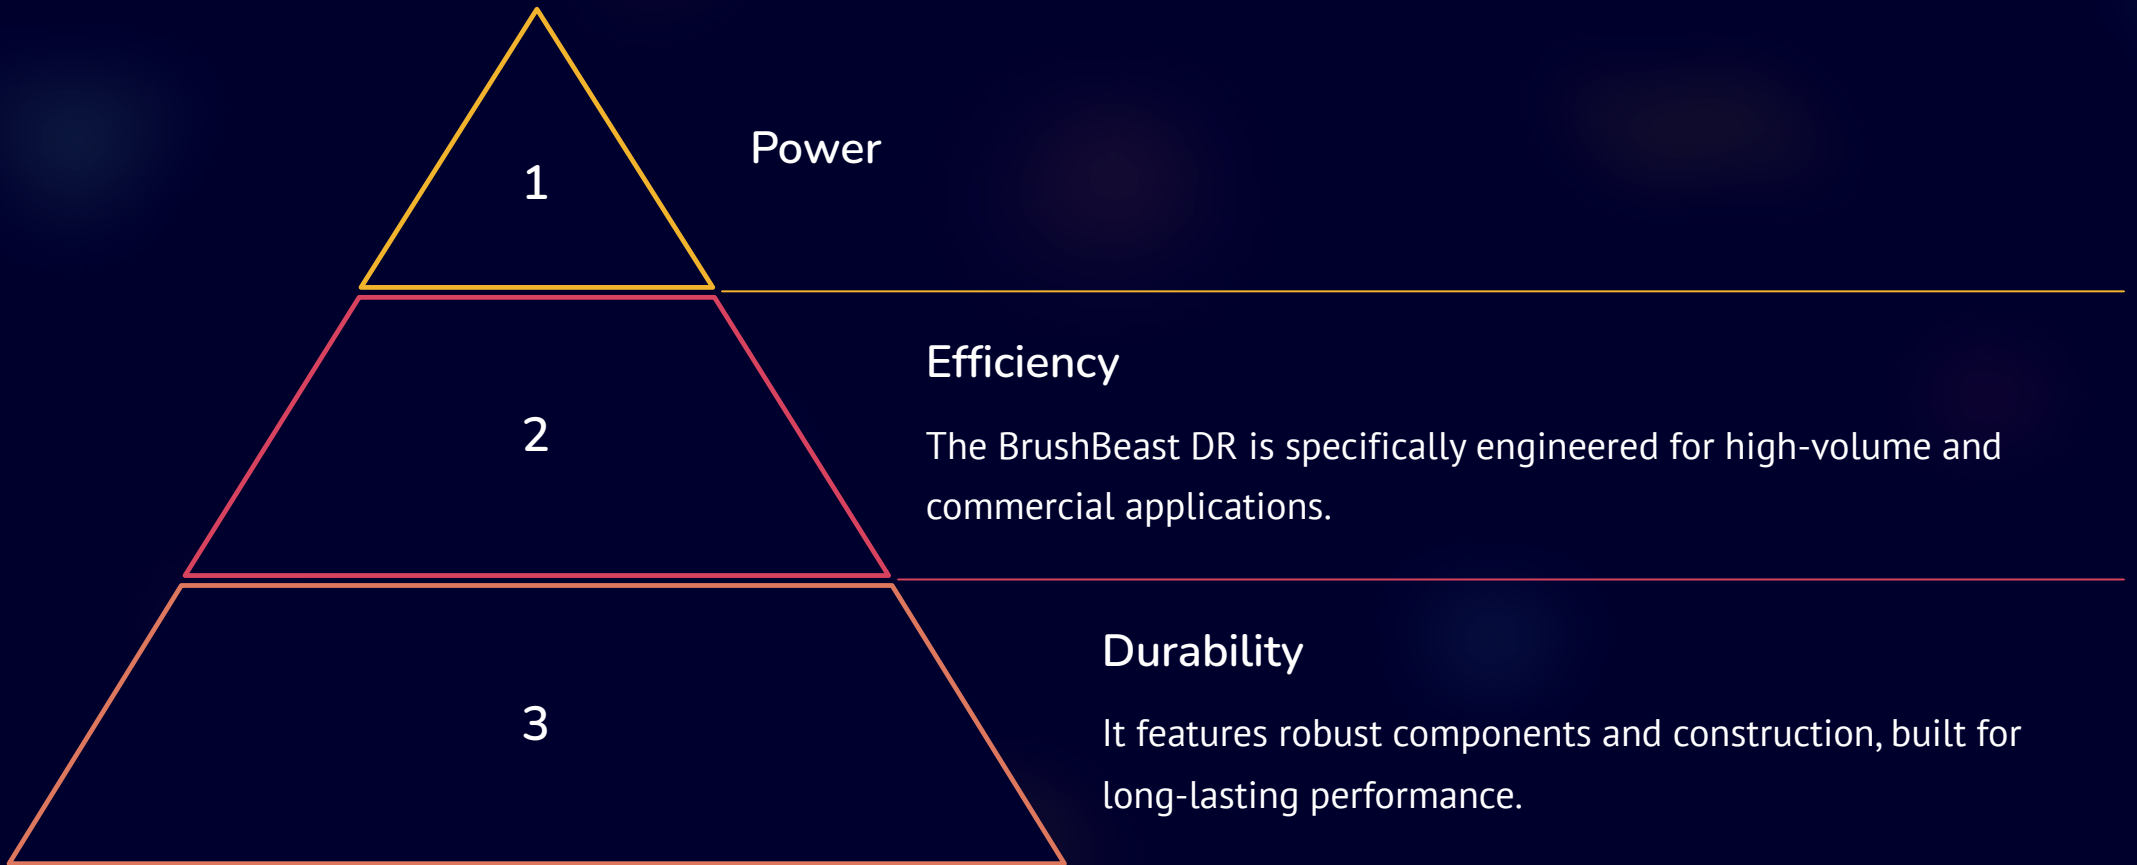 1
Power
2
Efficiency
The BrushBeast DR is specifically engineered for high-volume and
commercial applications.
3
Durability
It features robust components and construction, built for
long-lasting performance.